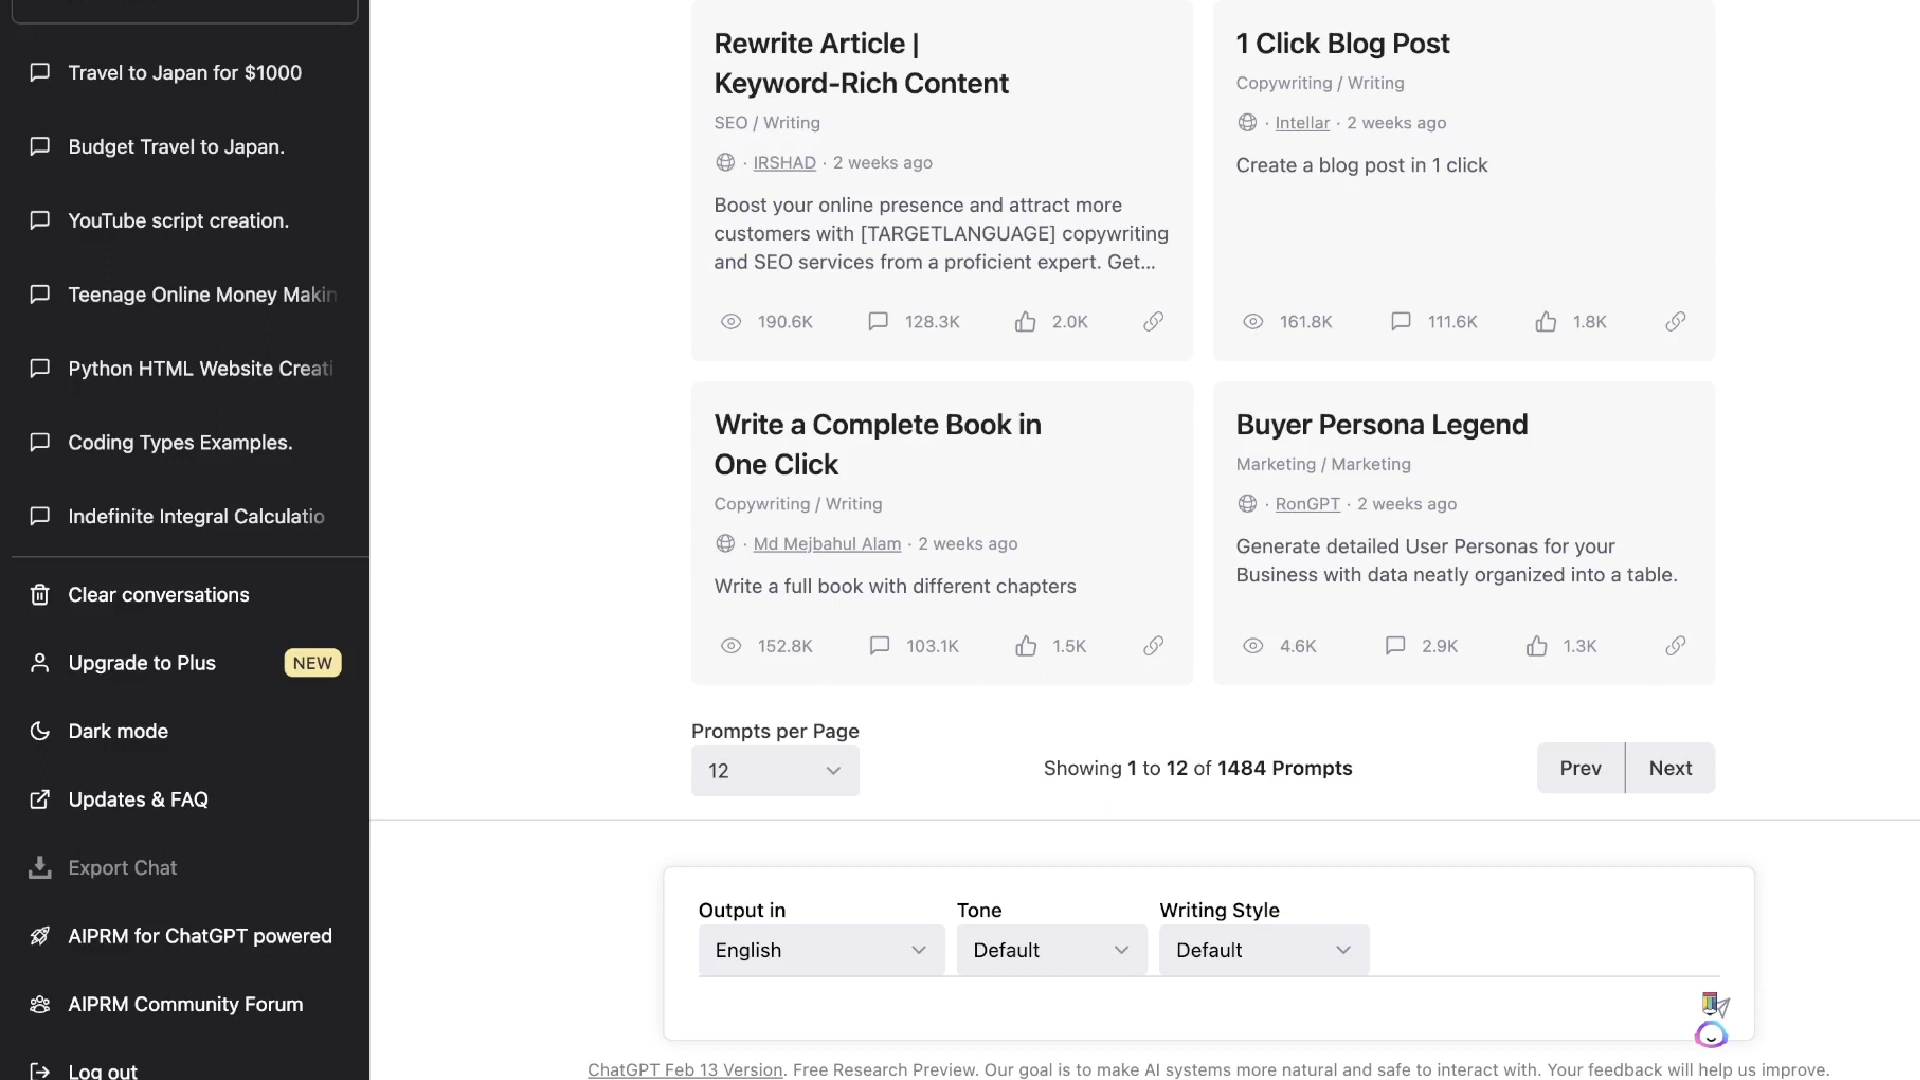 Travel to Japan for $1000
Budget Travel to Japan.
YouTube script creation.
Teenage Online Money Makin
Python HTML Website Creati
Coding Types Examples.
Indefinite Integral Calculatio
Clear conversations
Upgrade to Plus NEW
Dark mode
Updates & FAQ
Export Chat
AIPRM for ChatGPT powered
AIPRM Community Forum
Log out
Rewrite Article |
Keyword-Rich Content
SEO / Writing
· IRSHAD · 2 weeks ago
Boost your online presence and attract more
customers with [TARGETLANGUAGE] copywriting
and SEO services from a proficient expert. Get...
190.6K 128.3K 2.0K
1 Click Blog Post
Copywriting / Writing
· Intellar · 2 weeks ago
Create a blog post in 1 click
161.8K 111.6K 1.8K
Write a Complete Book in
One Click
Copywriting / Writing
· Md Mejbahul Alam · 2 weeks ago
Write a full book with different chapters
152.8K 103.1K 1.5K
Buyer Persona Legend
Marketing / Marketing
· RonGPT · 2 weeks ago
Generate detailed User Personas for your
Business with data neatly organized into a table.
4.6K 2.9K 1.3K
Prompts per Page
12
Showing 1 to 12 of 1484 Prompts
Prev Next
Output in Tone Writing Style
English Default Default
ChatGPT Feb 13 Version. Free Research Preview. Our goal is to make AI systems more natural and safe to interact with. Your feedback will help us improve.